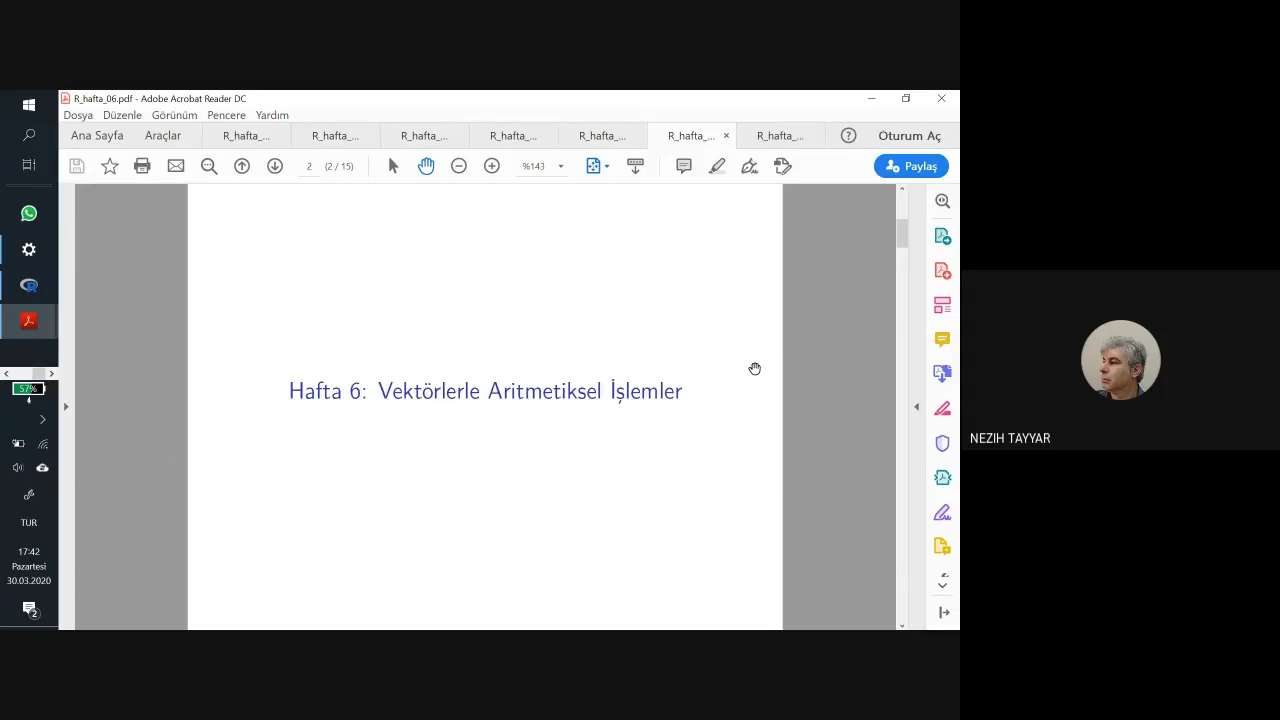 R_hafta_06.pdf - Adobe Acrobat Reader DC
Dosya Düzenle Görünüm Pencere Yardım
Ana Sayfa Araçlar R_hafta_... R_hafta_... R_hafta_... R_hafta_... R_hafta_... R_hafta_... × R_hafta_... ? Oturum Aç
2 (2 / 15) %143 Paylaş
Hafta 6: Vektörlerle Aritmetiksel İşlemler
57%
TUR
17:42
Pazartesi
30.03.2020
2
NEZIH TAYYAR